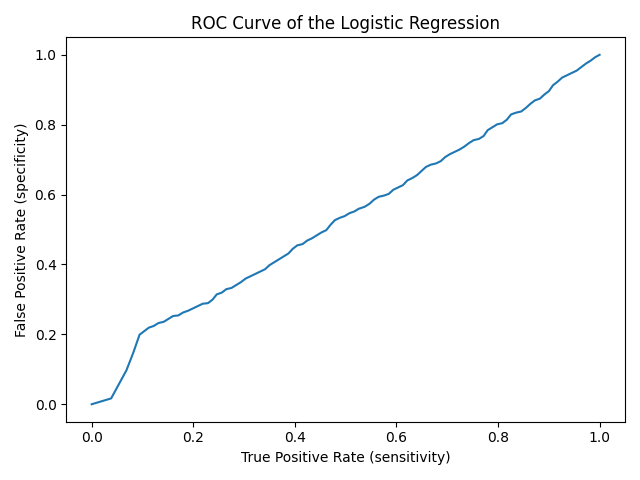 ROC Curve of the Logistic Regression
1.0
0.8
0.6
0.4
0.2
0.0
False Positive Rate (specificity)
0.0 0.2 0.4 0.6 0.8 1.0
True Positive Rate (sensitivity)